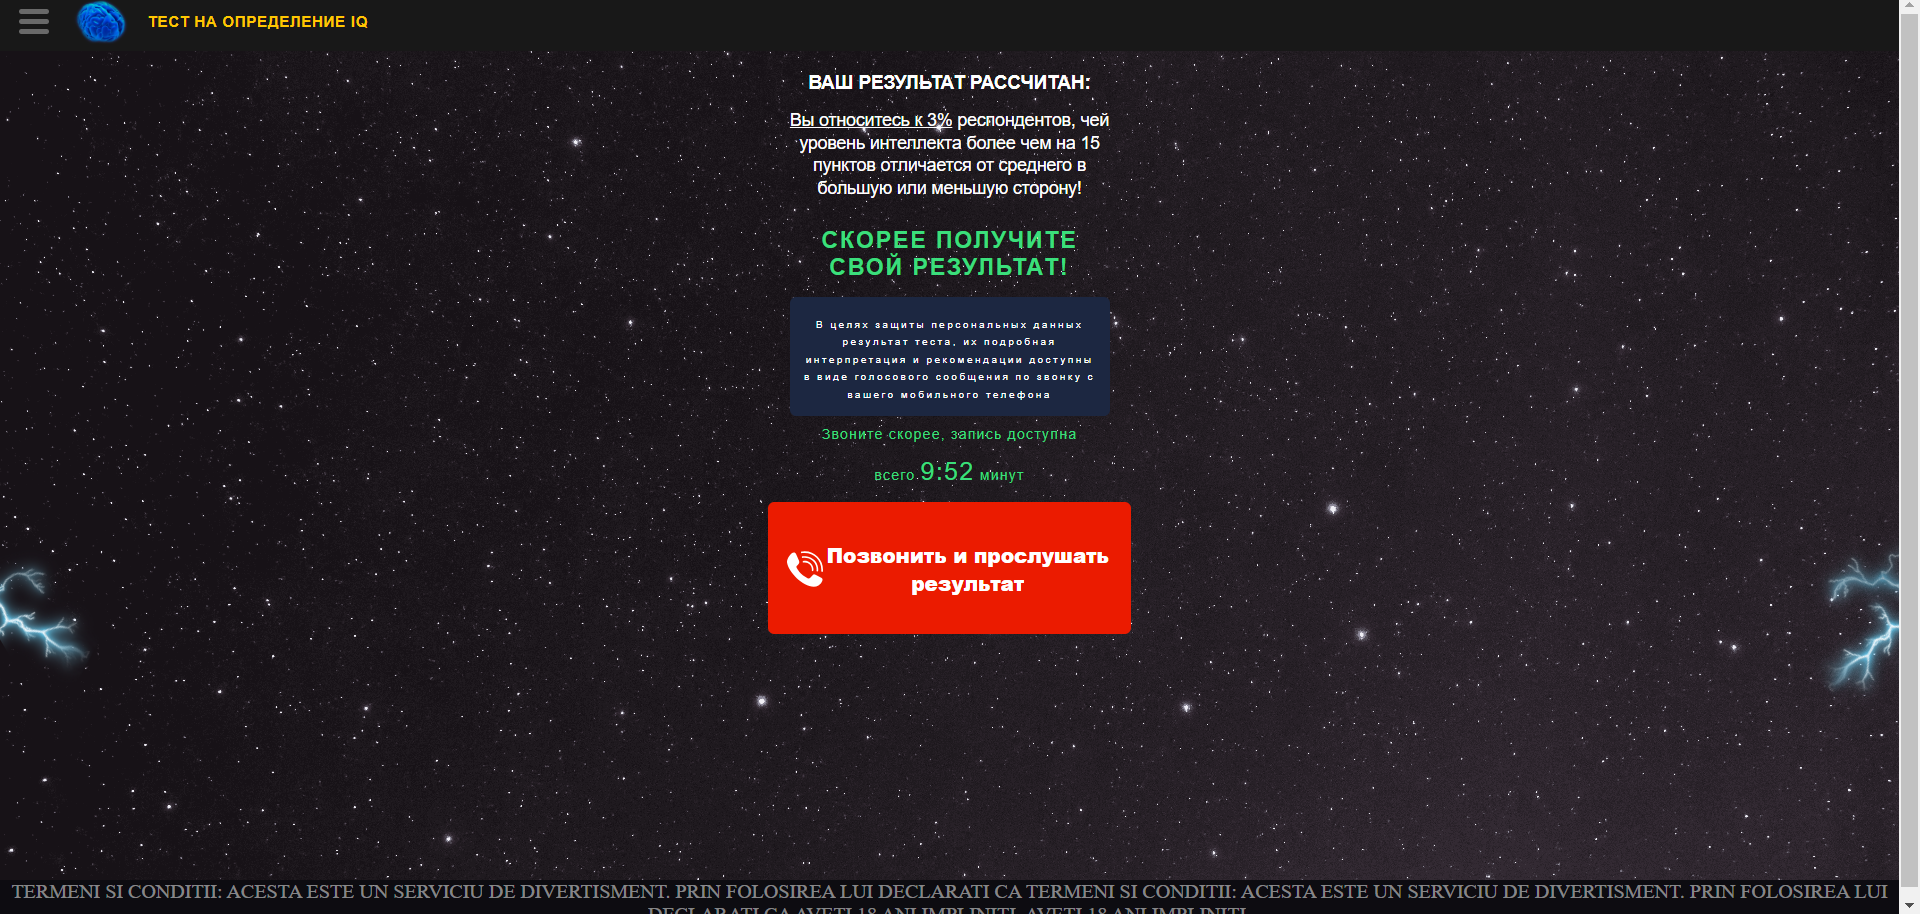 ТЕСТ НА ОПРЕДЕЛЕНИЕ IQ
ВАШ РЕЗУЛЬТАТ РАССЧИТАН:
Вы относитесь к 3% респондентов, чей
уровень интеллекта более чем на 15
пунктов отличается от среднего в
большую или меньшую сторону!
СКОРЕЕ ПОЛУЧИТЕ
СВОЙ РЕЗУЛЬТАТ!
В целях защиты персональных данных
результат теста, их подробная
интерпретация и рекомендации доступны
в виде голосового сообщения по звонку с
вашего мобильного телефона
Звоните скорее, запись доступна
всего 9:52 минут
Позвонить и прослушать
результат
TERMENI SI CONDITII: ACESTA ESTE UN SERVICIU DE DIVERTISMENT. PRIN FOLOSIREA LUI DECLARATI CA TERMENI SI CONDITII: ACESTA ESTE UN SERVICIU DE DIVERTISMENT. PRIN FOLOSIREA LUI
DECLARATI CA AVETI 18 ANI IMPLINITI. AVETI 18 ANI IMPLINITI.